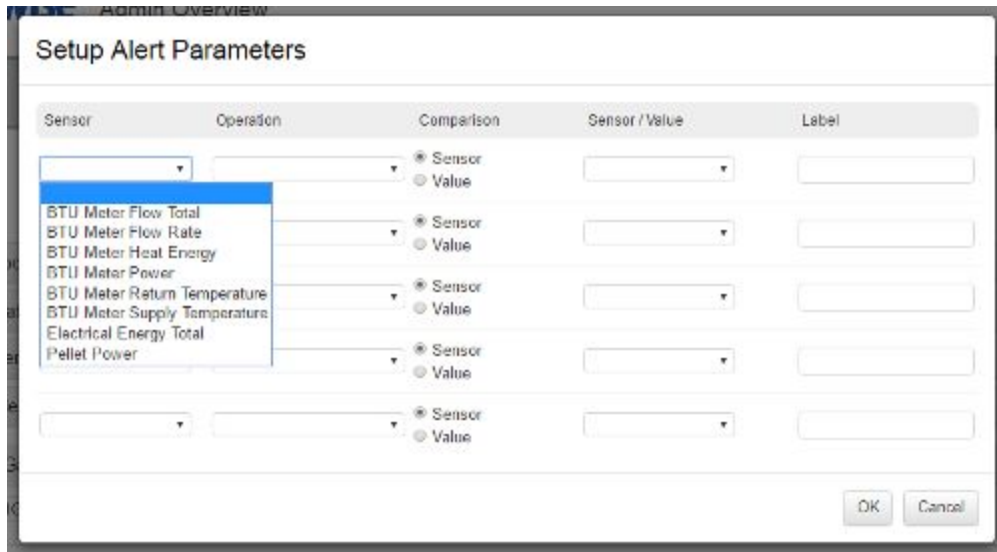 Admin Overview
Setup Alert Parameters
Sensor Operation Comparison Sensor / Value Label
Sensor
Value
BTU Meter Flow Total
BTU Meter Flow Rate
BTU Meter Heat Energy
BTU Meter Power
BTU Meter Return Temperature
BTU Meter Supply Temperature
Electrical Energy Total
Pellet Power
Sensor
Value
Sensor
Value
Sensor
Value
Sensor
Value
OK Cancel